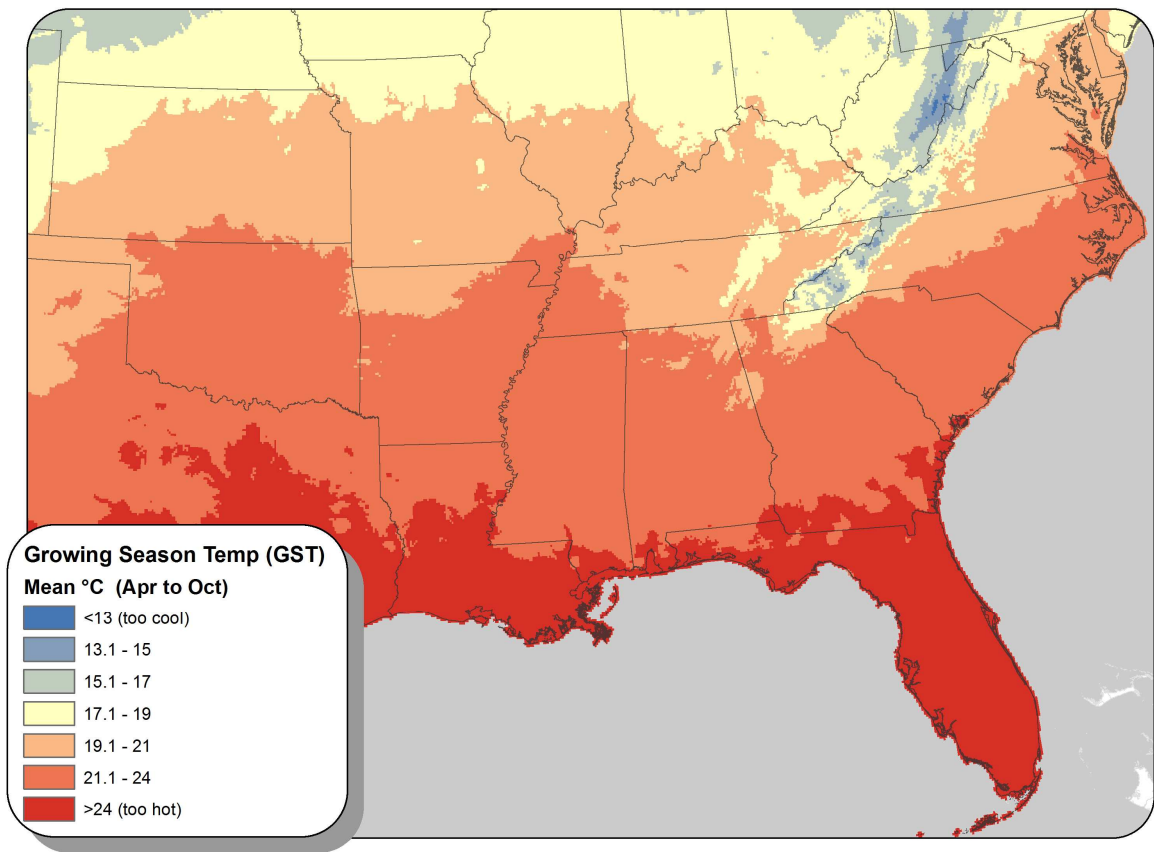 Growing Season Temp (GST)
Mean °C (Apr to Oct)
<13 (too cool)
13.1 - 15
15.1 - 17
17.1 - 19
19.1 - 21
21.1 - 24
>24 (too hot)